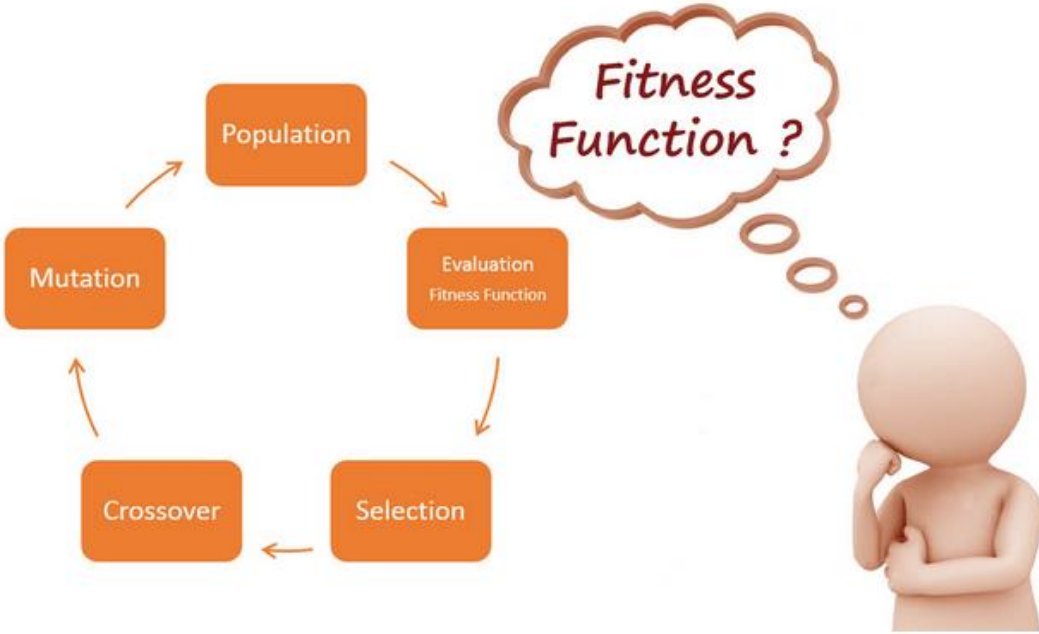 Fitness
Function ?
Population
Evaluation
Fitness Function
Mutation
Crossover
Selection